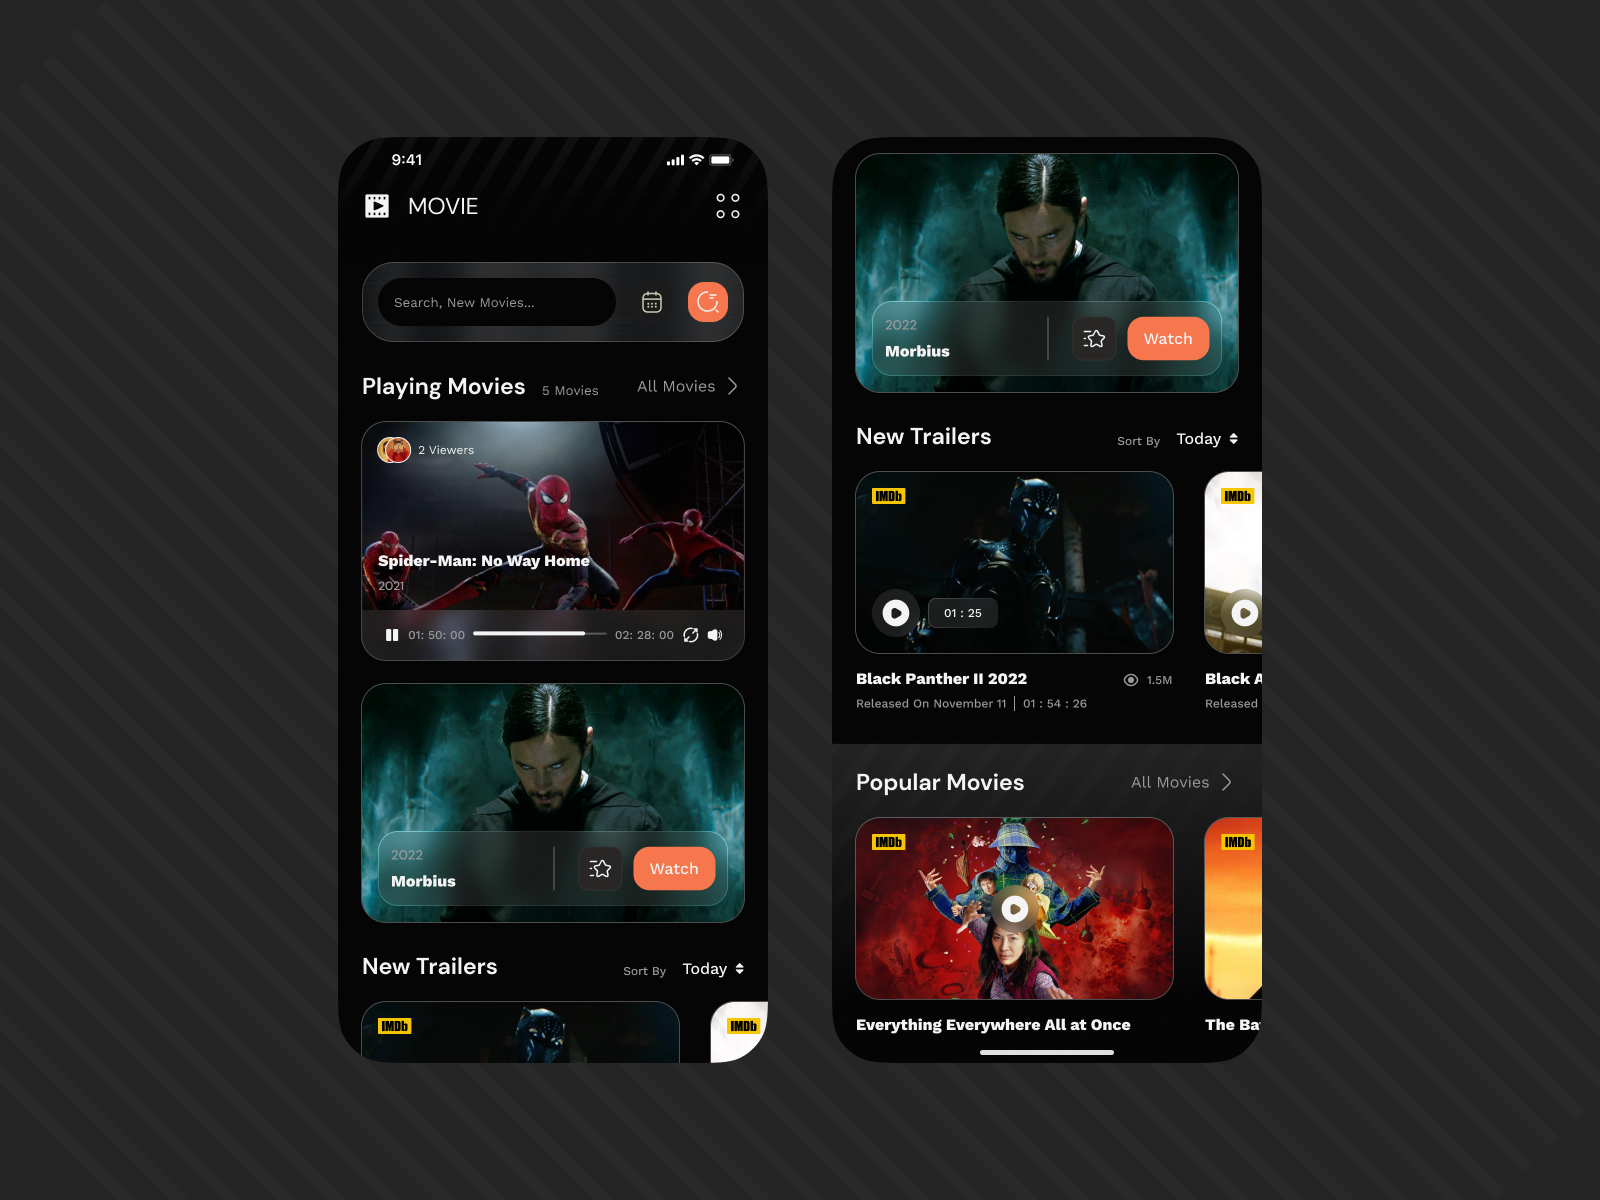 9:41
MOVIE
Search, New Movies...
Playing Movies
5 Movies
All Movies
2 Viewers
Spider-Man: No Way Home
2021
01: 50: 00
02: 28: 00
2022
Morbius
Watch
New Trailers
Sort By
Today
IMDb
IMDb
2022
Morbius
Watch
New Trailers
Sort By
Today
IMDb
IMDb
01 : 25
Black Panther II 2022
1.5M
Released On November 11 | 01 : 54 : 26
Black A
Released
Popular Movies
All Movies
IMDb
IMDb
Everything Everywhere All at Once
The Ba